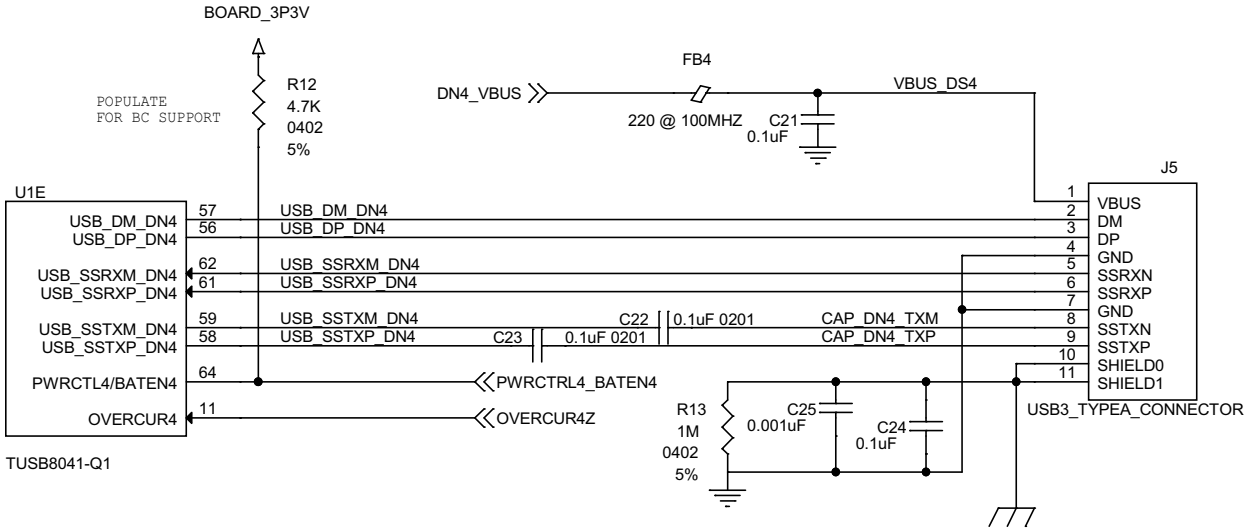 BOARD_3P3V
R12
4.7K
0402
5%
POPULATE
FOR BC SUPPORT
DN4_VBUS
FB4
220 @ 100MHZ
VBUS_DS4
C21
0.1uF
J5
U1E
USB_DM_DN4 57 USB_DM_DN4 2 DM
USB_DP_DN4 56 USB_DP_DN4 3 DP
1 VBUS
4 GND
USB_SSRXM_DN4 62 USB_SSRXM_DN4 5 SSRXN
USB_SSRXP_DN4 61 USB_SSRXP_DN4 6 SSRXP
7 GND
USB_SSTXM_DN4 59 USB_SSTXM_DN4 C22 0.1uF 0201 CAP_DN4_TXM 8 SSTXN
USB_SSTXP_DN4 58 USB_SSTXP_DN4 C23 0.1uF 0201 CAP_DN4_TXP 9 SSTXP
10 SHIELD0
11 SHIELD1
PWRCTL4/BATEN4 64 PWRCTRL4_BATEN4
OVERCUR4 11 OVERCUR4Z
USB3_TYPEA_CONNECTOR
R13
1M
0402
5%
C25
0.001uF
C24
0.1uF
TUSB8041-Q1